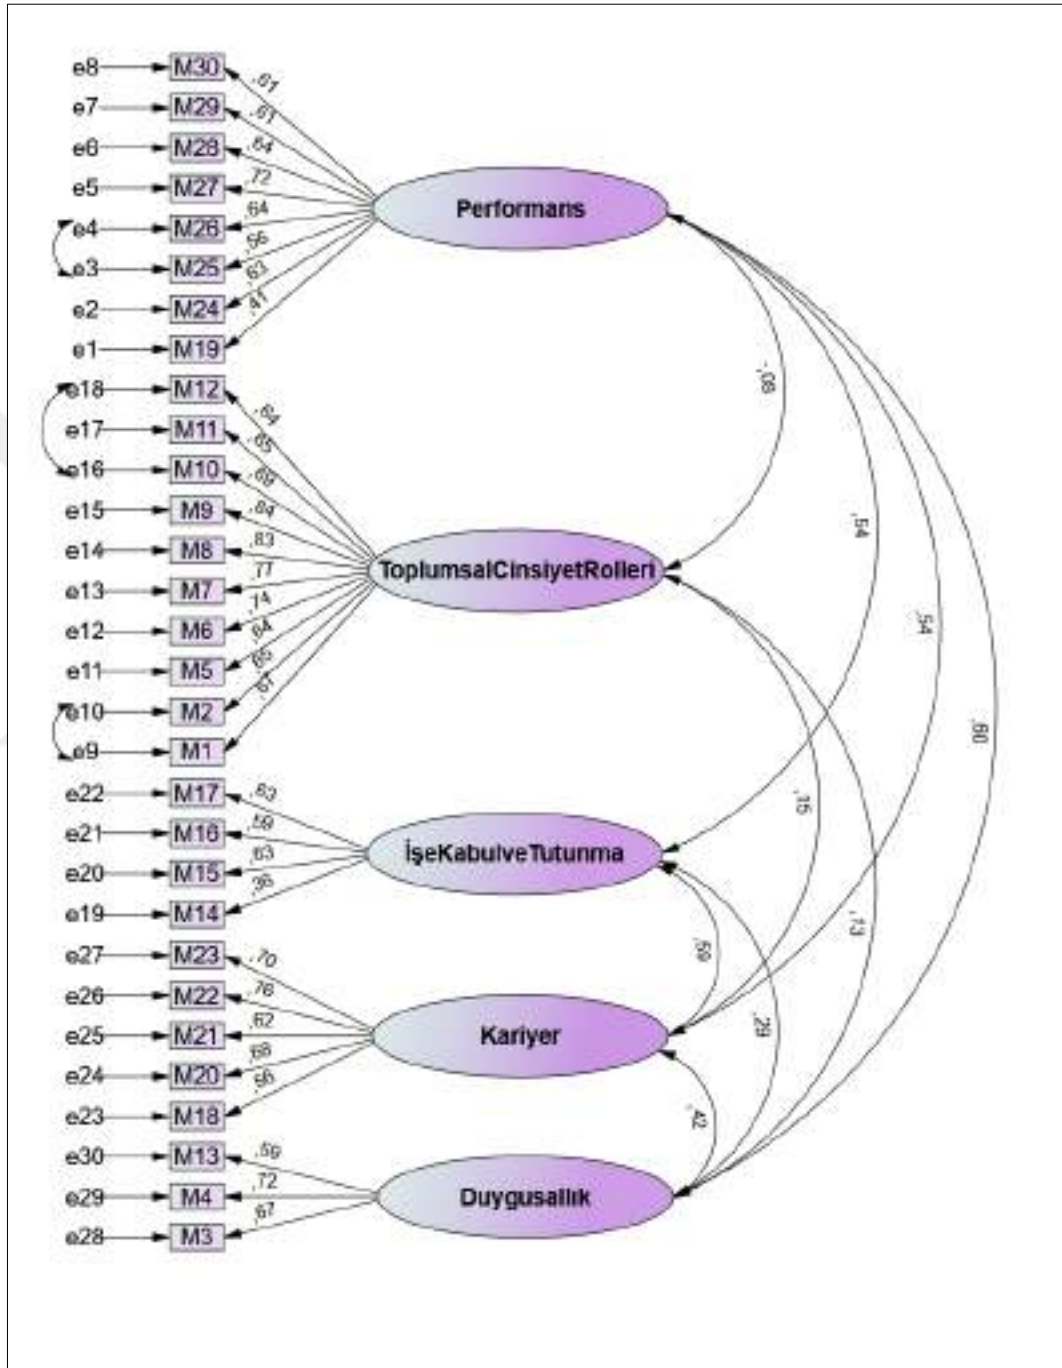 e8 M30 ,61
e7 M29 ,61
e6 M28 ,64
e5 M27 ,72
Performans
e4 M26 ,64
e3 M25 ,56
e2 M24 ,63
e1 M19 ,41
e18 M12 ,64
-,08
e17 M11 ,65
e16 M10 ,69
e15 M9 ,84
,54
e14 M8 ,83
ToplumsalCinsiyetRolleri
e13 M7 ,77
e12 M6 ,74
,54
e11 M5 ,64
e10 M2
e9 M1
,60
e22 M17 ,63
,15
e21 M16 ,59
İşeKabulveTutunma
e20 M15 ,63
e19 M14 ,36
,13
e27 M23 ,70
,59
e26 M22 ,76
e25 M21 ,62
Kariyer
,29
e24 M20 ,68
e23 M18 ,56
,42
e30 M13 ,59
e29 M4 ,72
Duygusallık
e28 M3 ,67